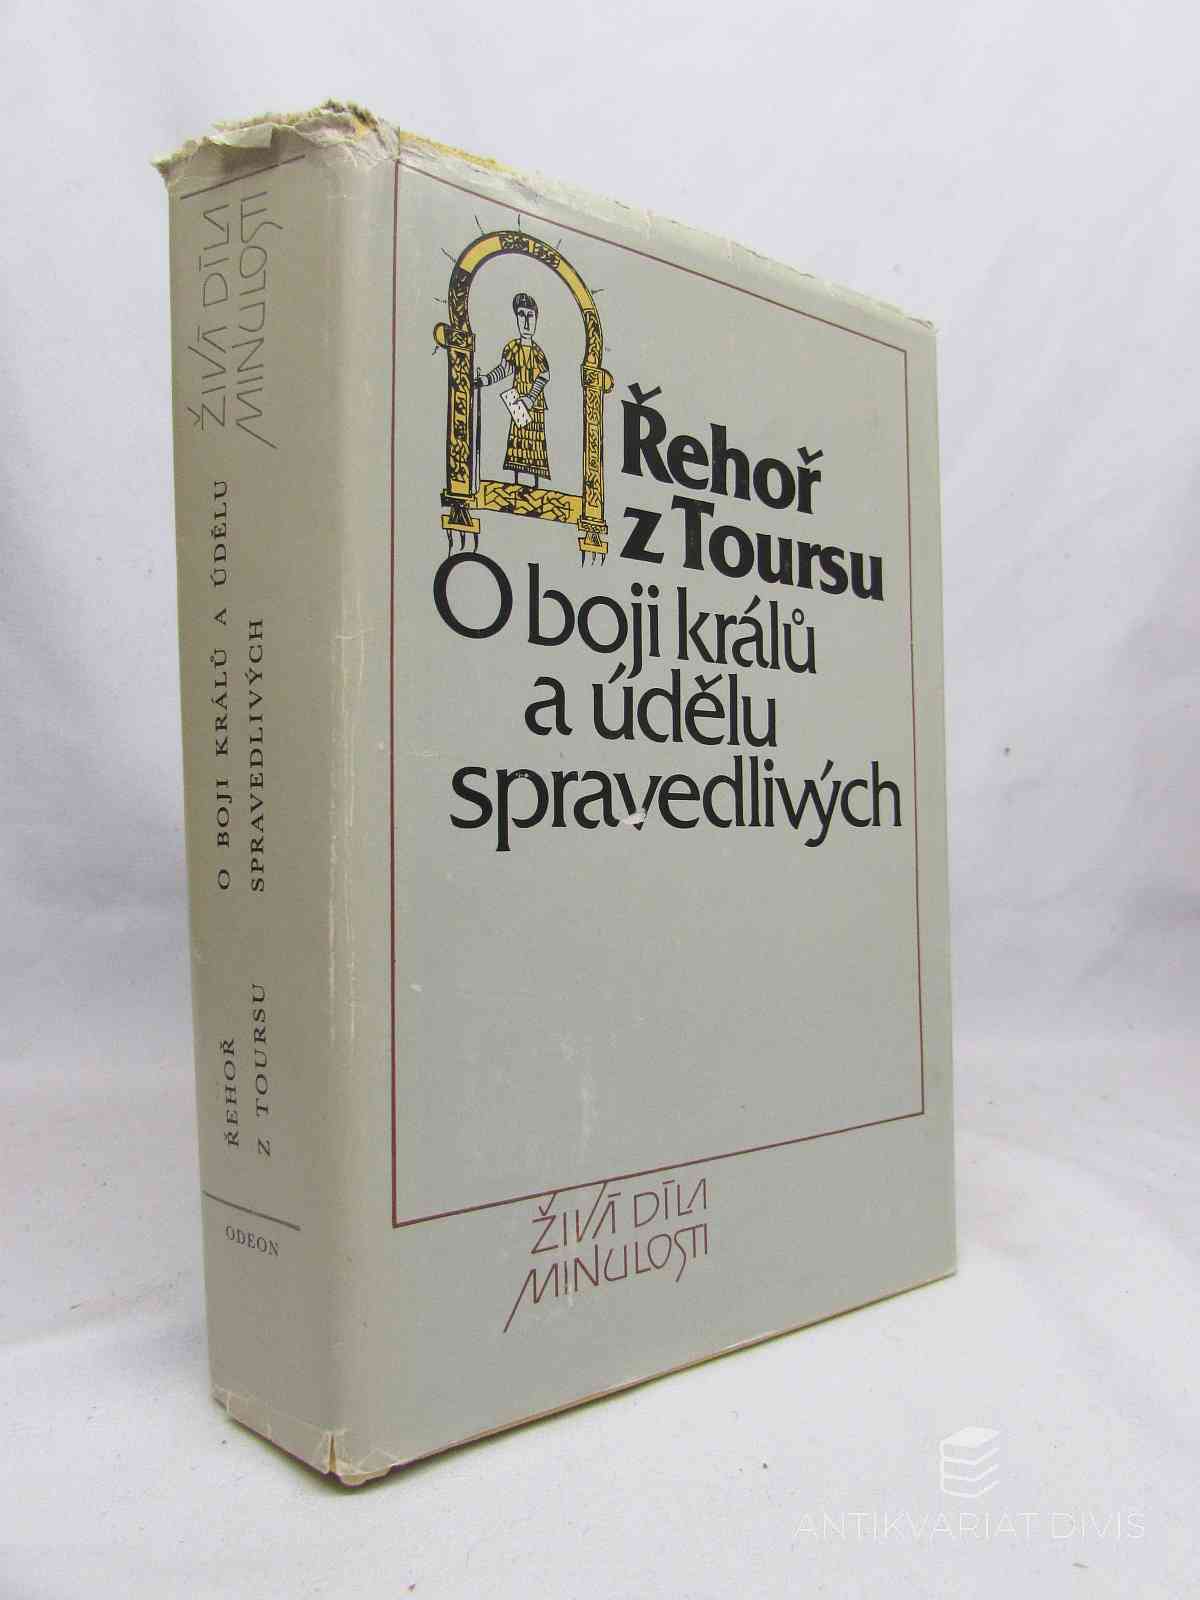 ŽIVÁ DÍLA
MINULOSTI
O BOJI KRÁLŮ A ÚDĚLU
SPRAVEDLIVÝCH
ŘEHOŘ
Z TOURSU
ODEON
Řehoř
z Toursu
O boji králů
a údělu
spravedlivých
ŽIVÁ DÍLA
MINULOSTI
ANTIKVARIAT DIVIS